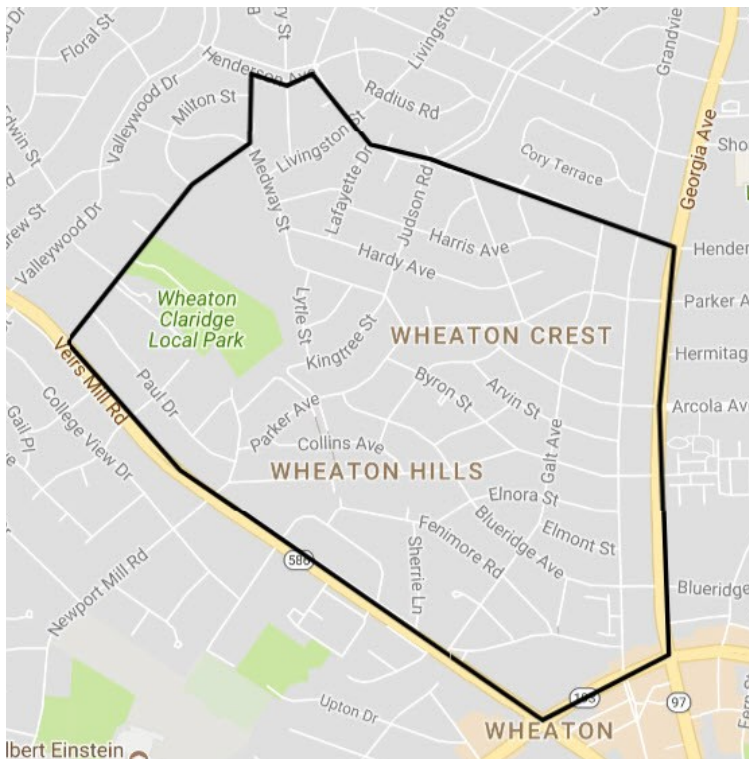 Floral St
Grandvie
Livingston
Henderson Ave
Valleywood Dr
Milton St
Radius Rd
Edwin St
Livingston St
Georgia Ave
Sho
Cory Terrace
Medway St
Lafayette Dr
Judson Rd
rew St
Valleywood Dr
Harris Ave
Hender
Hardy Ave
Wheaton
Claridge
Local Park
Lytle St
Parker A
Kingtree St
WHEATON CREST
Veirs Mill Rd
Hermitag
Paul Dr
Byron St
Arvin St
Gail Pl
College View Dr
Parker Ave
Arcola Av
Collins Ave
Galt Ave
WHEATON HILLS
Elnora St
Blueridge Ave
Elmont St
Fenimore Rd
Sherrie Ln
Newport Mill Rd
586
Blueridge
193
97
Upton Dr
WHEATON
lbert Einstein